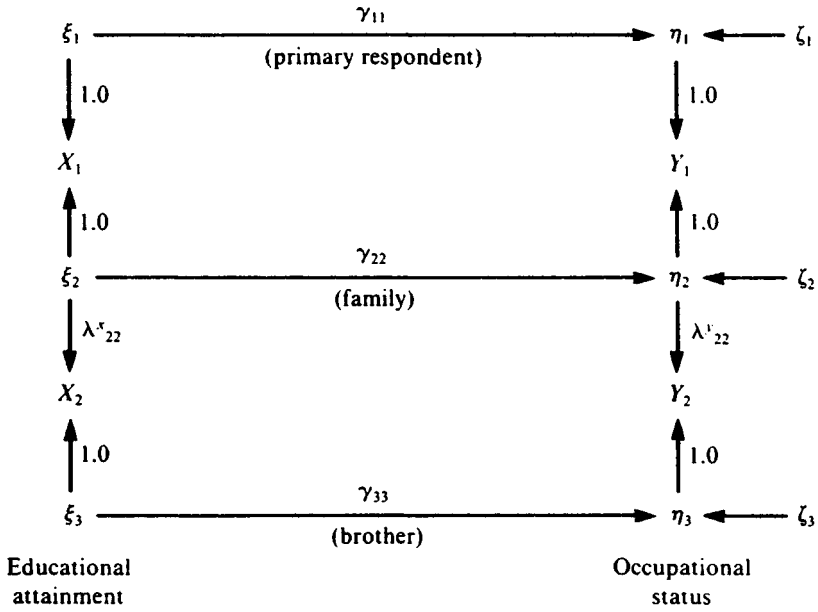 γ₁₁
ξ₁ η₁ ζ₁
(primary respondent)
1.0 1.0
X₁ Y₁
1.0 1.0
γ₂₂
ξ₂ η₂ ζ₂
(family)
λˣ₂₂ λʸ₂₂
X₂ Y₂
1.0 1.0
γ₃₃
ξ₃ η₃ ζ₃
(brother)
Educational Occupational
attainment status